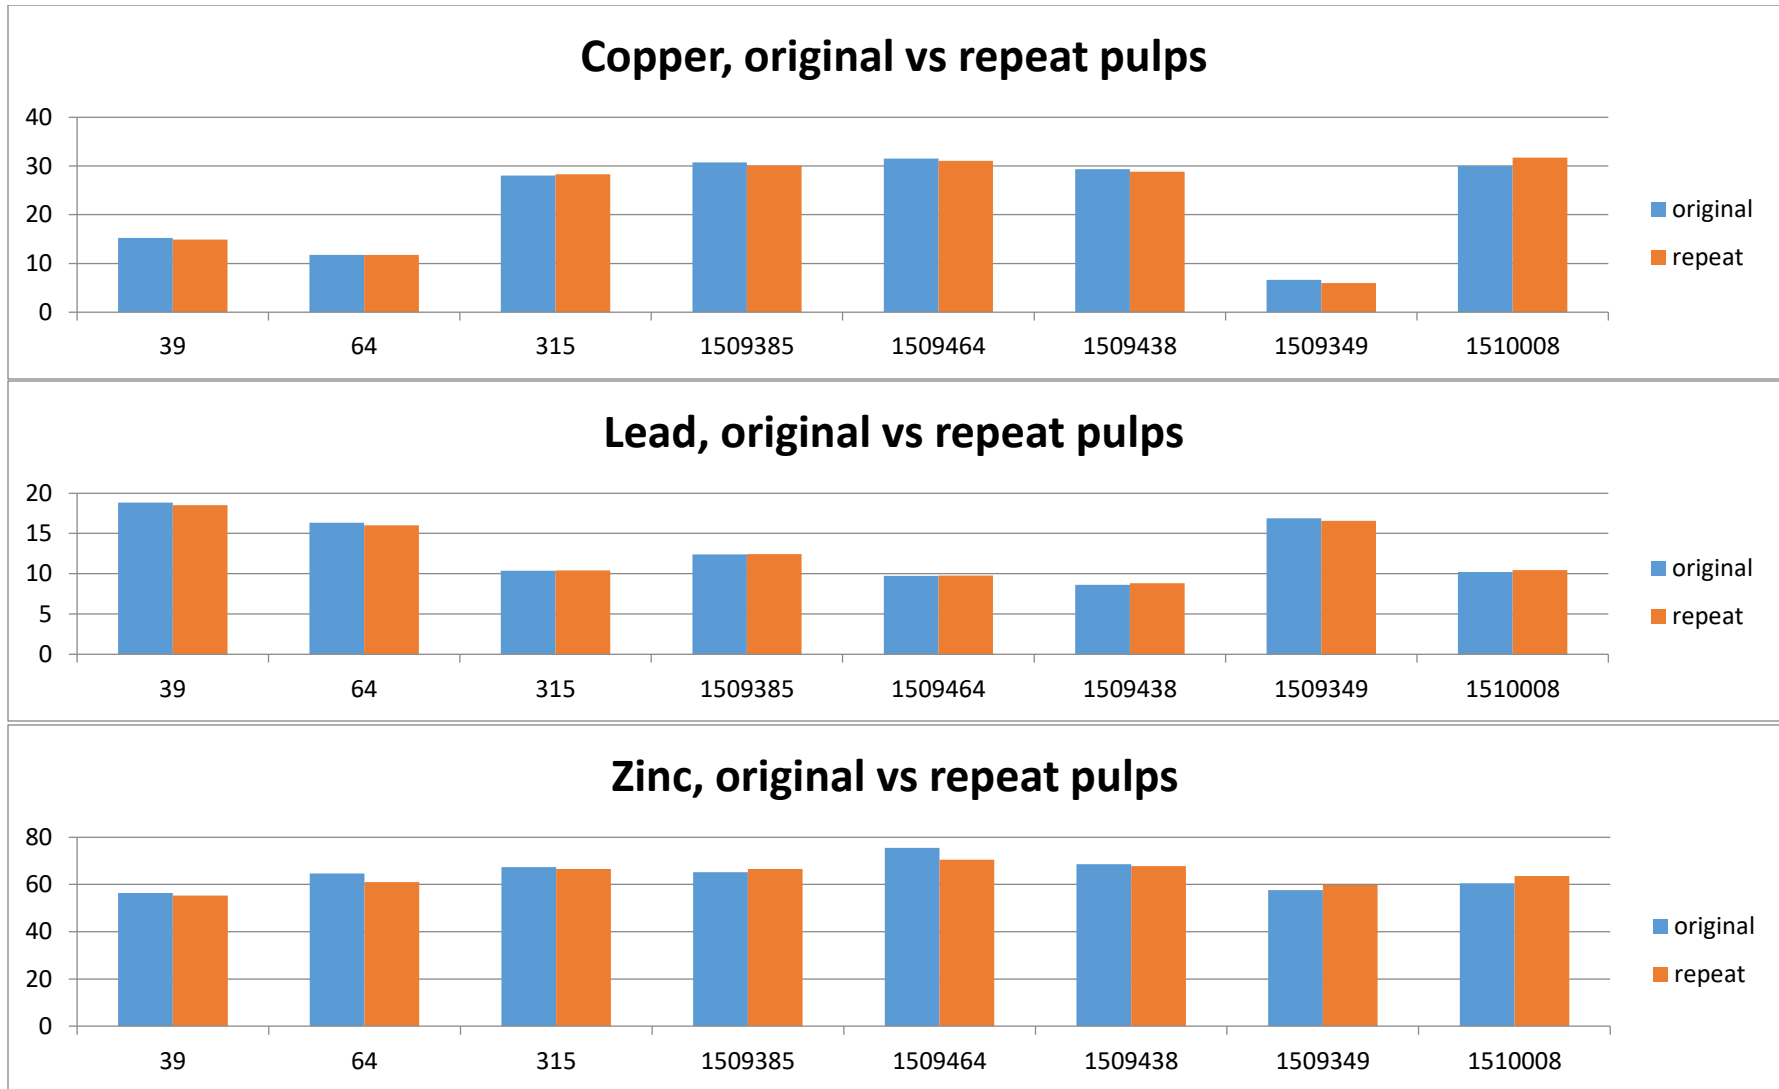 Copper, original vs repeat pulps
40
30
20
10
0
39 64 315 1509385 1509464 1509438 1509349 1510008
original
repeat
Lead, original vs repeat pulps
20
15
10
5
0
39 64 315 1509385 1509464 1509438 1509349 1510008
original
repeat
Zinc, original vs repeat pulps
80
60
40
20
0
39 64 315 1509385 1509464 1509438 1509349 1510008
original
repeat